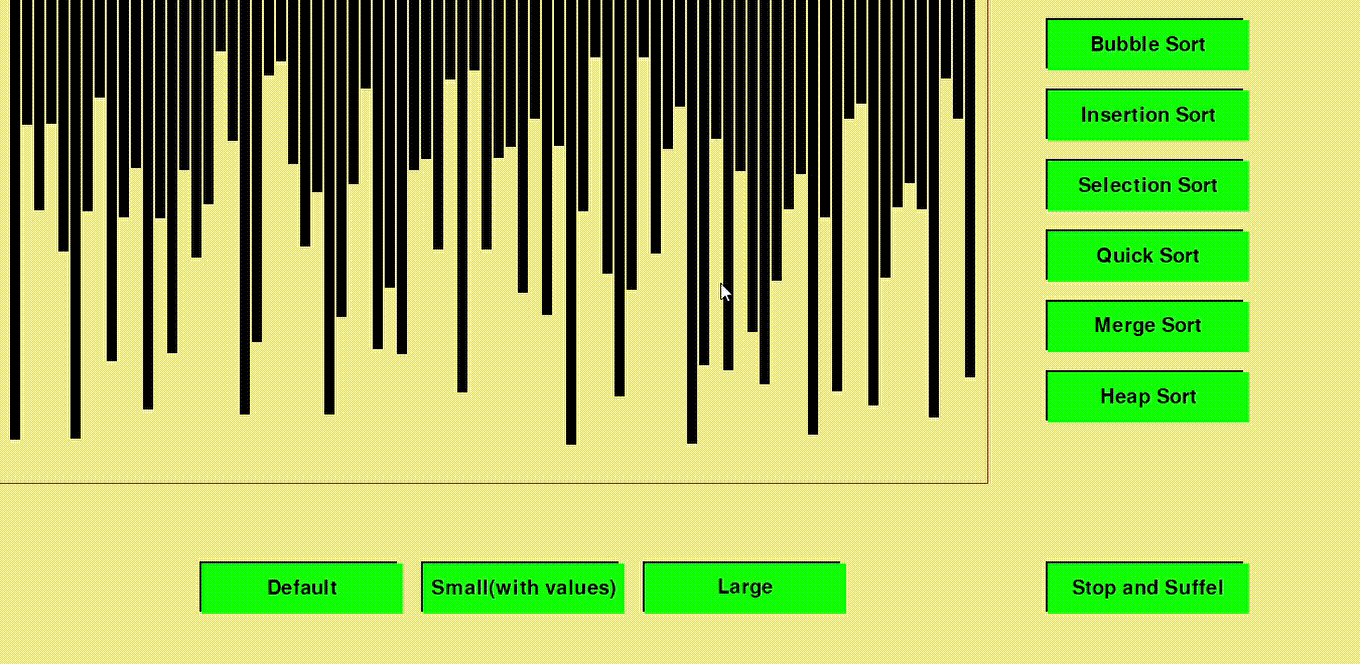 Bubble Sort
Insertion Sort
Selection Sort
Quick Sort
Merge Sort
Heap Sort
Default
Small(with values)
Large
Stop and Suffel